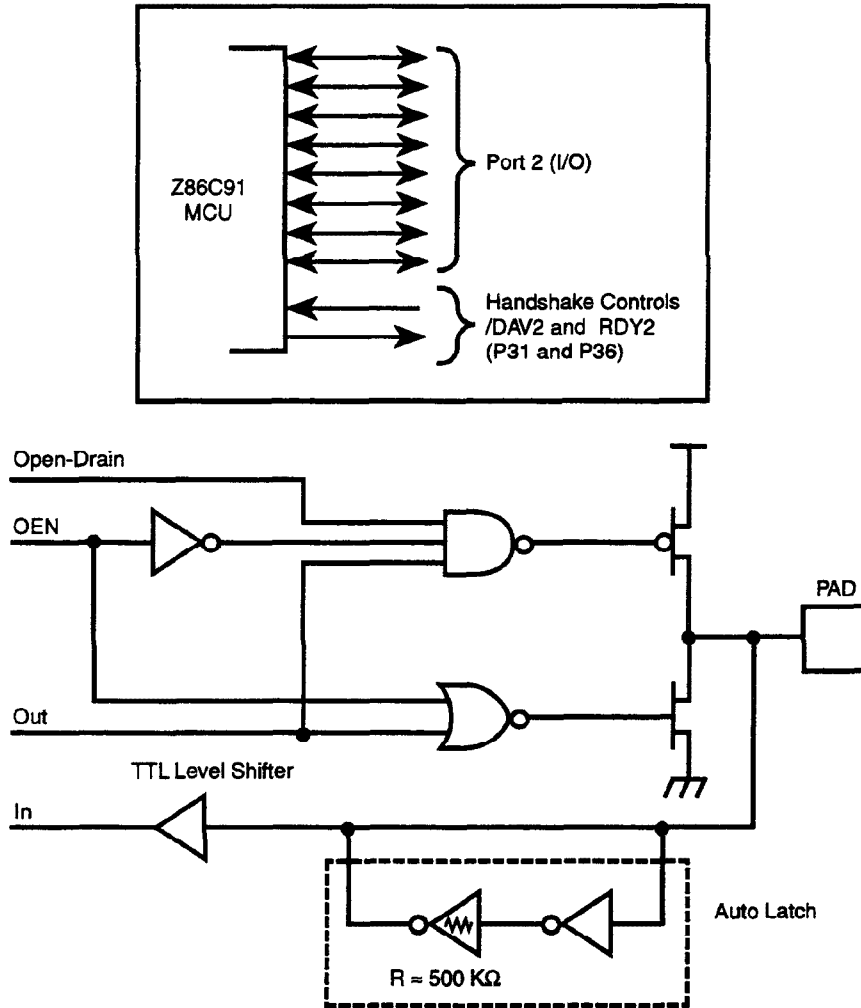 Z86C91
MCU
Port 2 (I/O)
Handshake Controls
/DAV2 and RDY2
(P31 and P36)
Open-Drain
OEN
PAD
Out
TTL Level Shifter
In
Auto Latch
R ≈ 500 KΩ